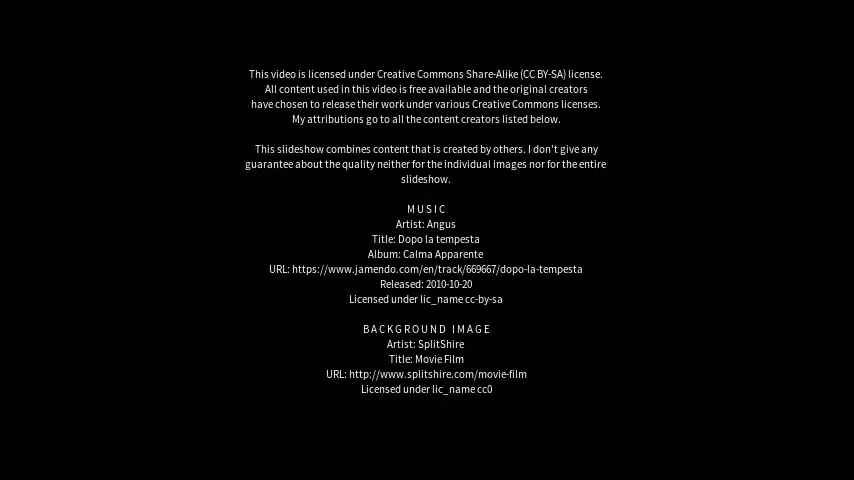 This video is licensed under Creative Commons Share-Alike (CC BY-SA) license.
All content used in this video is free available and the original creators
have chosen to release their work under various Creative Commons licenses.
My attributions go to all the content creators listed below.
This slideshow combines content that is created by others. I don't give any
guarantee about the quality neither for the individual images nor for the entire
slideshow.
MUSIC
Artist: Angus
Title: Dopo la tempesta
Album: Calma Apparente
URL: https://www.jamendo.com/en/track/669667/dopo-la-tempesta
Released: 2010-10-20
Licensed under lic_name cc-by-sa
BACKGROUND IMAGE
Artist: SplitShire
Title: Movie Film
URL: http://www.splitshire.com/movie-film
Licensed under lic_name cc0